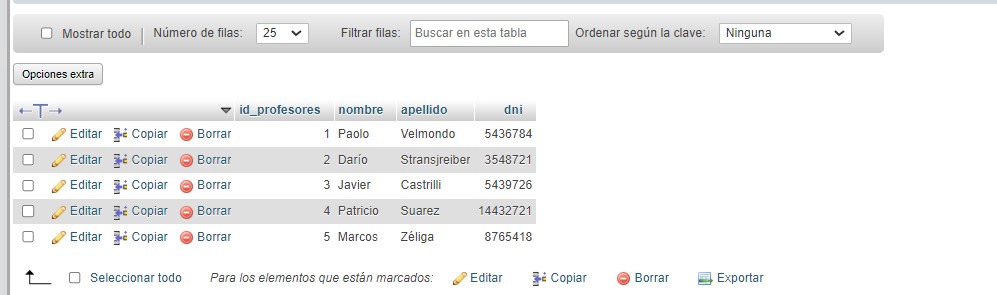 Mostrar todo Número de filas: 25 Filtrar filas: Buscar en esta tabla Ordenar según la clave: Ninguna
Opciones extra
id_profesores nombre apellido dni
Editar Copiar Borrar 1 Paolo Velmondo 5436784
Editar Copiar Borrar 2 Darío Stransjreiber 3548721
Editar Copiar Borrar 3 Javier Castrilli 5439726
Editar Copiar Borrar 4 Patricio Suarez 14432721
Editar Copiar Borrar 5 Marcos Zéliga 8765418
Seleccionar todo Para los elementos que están marcados: Editar Copiar Borrar Exportar